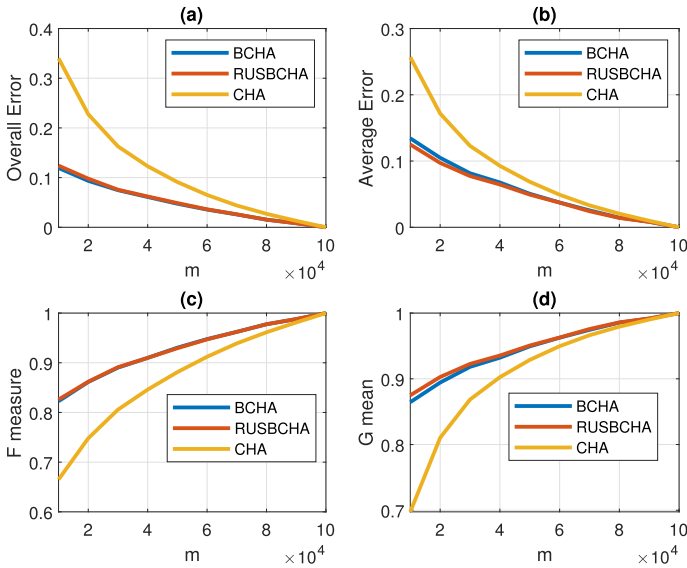 (a)
0.4
0.3
0.2
0.1
0
Overall Error
BCHA
RUSBCHA
CHA
2 4 6 8 10
m
×10^4
(b)
0.3
0.2
0.1
0
Average Error
BCHA
RUSBCHA
CHA
2 4 6 8 10
m
×10^4
(c)
1
0.9
0.8
0.7
0.6
F measure
BCHA
RUSBCHA
CHA
2 4 6 8 10
m
×10^4
(d)
1
0.9
0.8
0.7
G mean
BCHA
RUSBCHA
CHA
2 4 6 8 10
m
×10^4